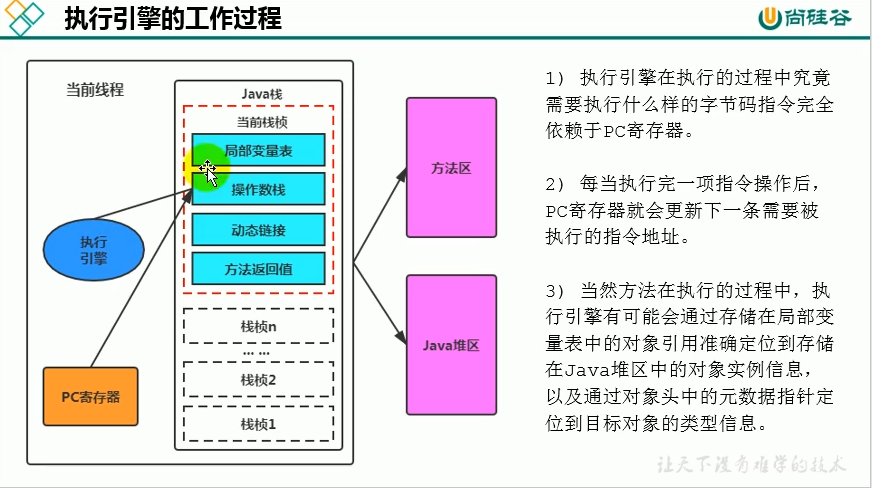 执行引擎的工作过程
尚硅谷
当前线程
Java栈
当前栈桢
局部变量表
操作数栈
动态链接
方法返回值
栈桢n
... ...
栈桢2
栈桢1
执行
引擎
PC寄存器
方法区
Java堆区
1) 执行引擎在执行的过程中究竟
需要执行什么样的字节码指令完全
依赖于PC寄存器。
2) 每当执行完一项指令操作后，
PC寄存器就会更新下一条需要被
执行的指令地址。
3) 当然方法在执行的过程中，执
行引擎有可能会通过存储在局部变
量表中的对象引用准确定位到存储
在Java堆区中的对象实例信息，
以及通过对象头中的元数据指针定
位到目标对象的类型信息。
让天下没有难学的技术